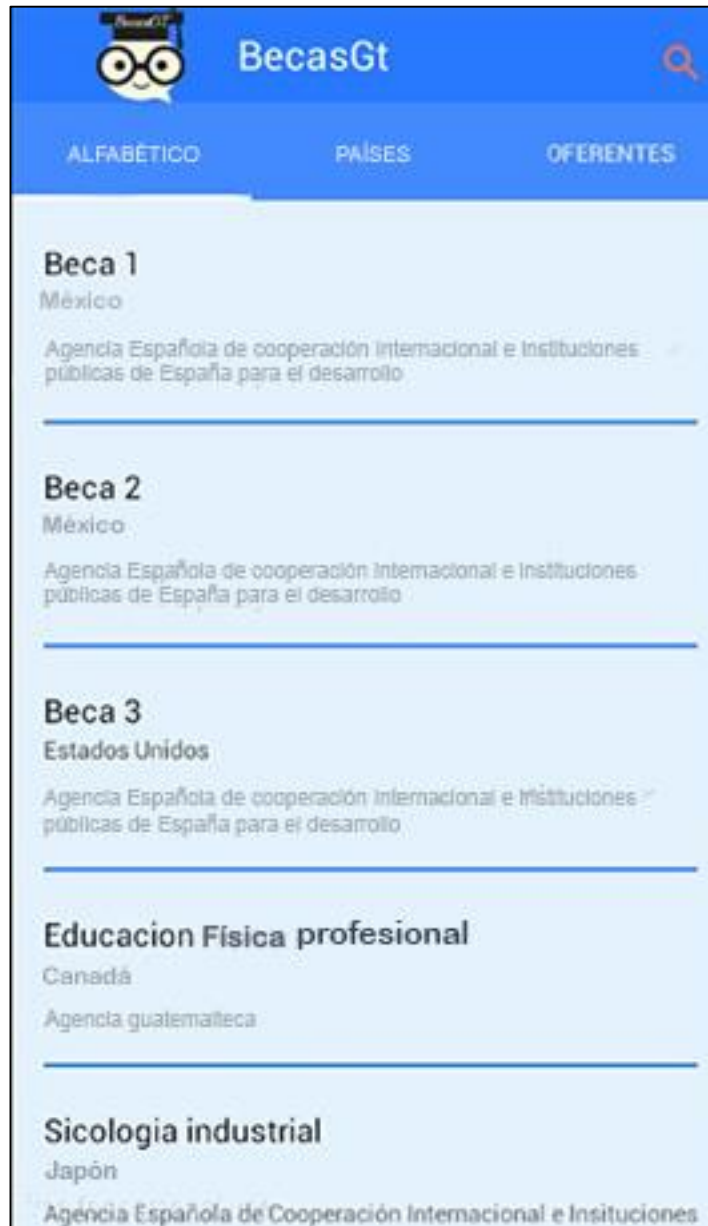 BecasGT
BecasGt
ALFABÉTICO PAÍSES OFERENTES
Beca 1
México
Agencia Española de cooperación Internacional e Instituciones
públicas de España para el desarrollo
Beca 2
México
Agencia Española de cooperación Internacional e Instituciones
públicas de España para el desarrollo
Beca 3
Estados Unidos
Agencia Española de cooperación Internacional e Instituciones
públicas de España para el desarrollo
Educacion Física profesional
Canadá
Agencia guatemalteca
Sicologia industrial
Japón
Agencia Española de Cooperación Internacional e Insituciones